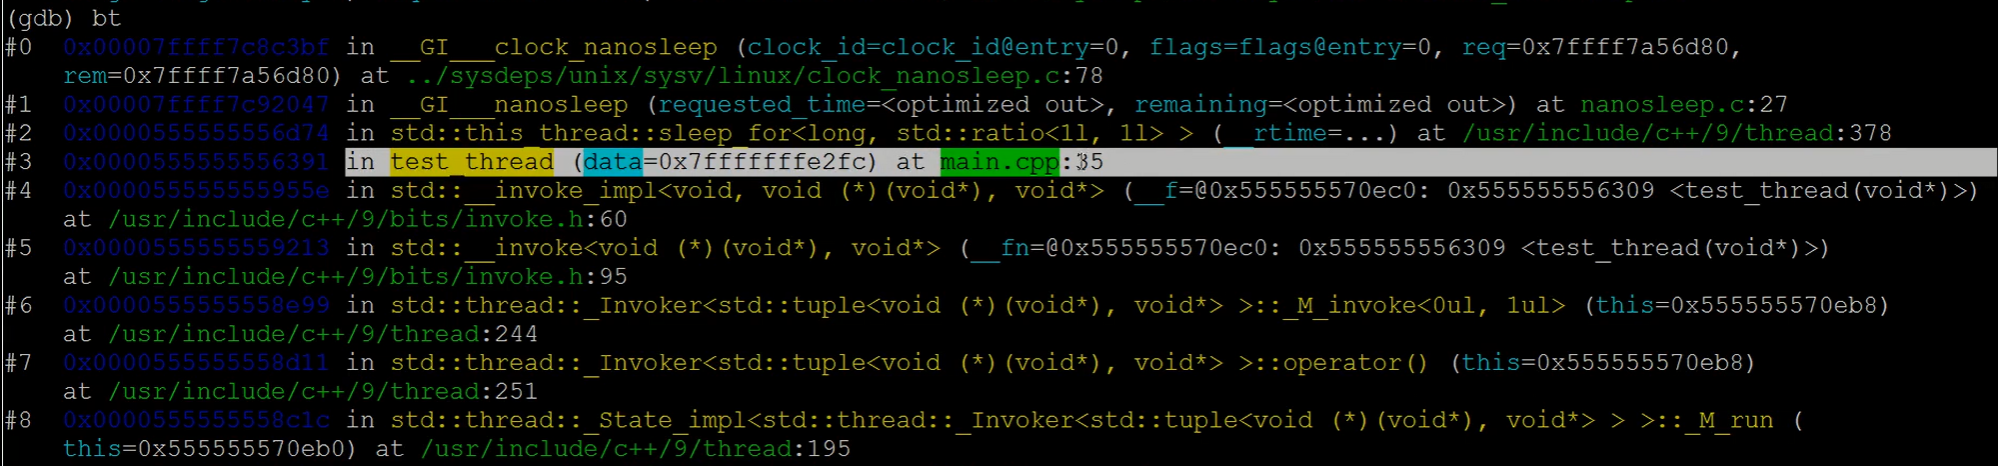 (gdb) bt
#0  0x00007ffff7c8c3bf in __GI___clock_nanosleep (clock_id=clock_id@entry=0, flags=flags@entry=0, req=0x7ffff7a56d80,
    rem=0x7ffff7a56d80) at ../sysdeps/unix/sysv/linux/clock_nanosleep.c:78
#1  0x00007ffff7c92047 in __GI___nanosleep (requested_time=<optimized out>, remaining=<optimized out>) at nanosleep.c:27
#2  0x0000555555556d74 in std::this_thread::sleep_for<long, std::ratio<1l, 1l> > (__rtime=...) at /usr/include/c++/9/thread:378
#3  0x0000555555556391 in test_thread (data=0x7fffffffe2fc) at main.cpp:35
#4  0x000055555555955e in std::__invoke_impl<void, void (*)(void*), void*> (__f=@0x555555570ec0: 0x555555556309 <test_thread(void*)>)
    at /usr/include/c++/9/bits/invoke.h:60
#5  0x0000555555559213 in std::__invoke<void (*)(void*), void*> (__fn=@0x555555570ec0: 0x555555556309 <test_thread(void*)>)
    at /usr/include/c++/9/bits/invoke.h:95
#6  0x0000555555558e99 in std::thread::_Invoker<std::tuple<void (*)(void*), void*> >::_M_invoke<0ul, 1ul> (this=0x555555570eb8)
    at /usr/include/c++/9/thread:244
#7  0x0000555555558d11 in std::thread::_Invoker<std::tuple<void (*)(void*), void*> >::operator() (this=0x555555570eb8)
    at /usr/include/c++/9/thread:251
#8  0x0000555555558c1c in std::thread::_State_impl<std::thread::_Invoker<std::tuple<void (*)(void*), void*> > >::_M_run (
    this=0x555555570eb0) at /usr/include/c++/9/thread:195